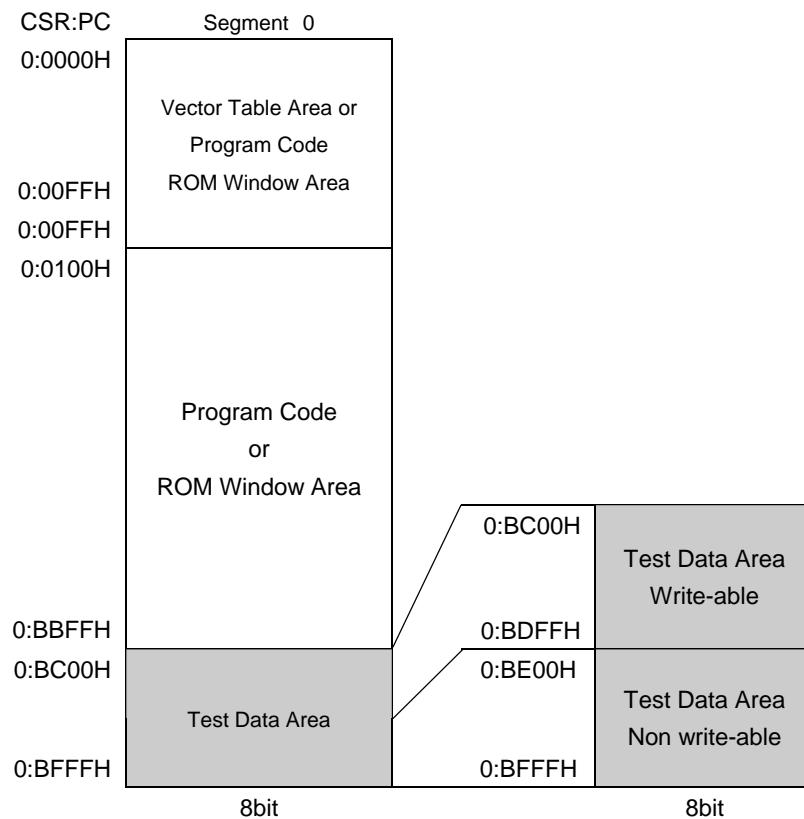 CSR:PC Segment 0
0:0000H
Vector Table Area or
Program Code
ROM Window Area
0:00FFH
0:00FFH
0:0100H
Program Code
or
ROM Window Area
0:BBFFH
0:BC00H
Test Data Area
0:BFFFH
8bit
0:BC00H
Test Data Area
Write-able
0:BDFFH
0:BE00H
Test Data Area
Non write-able
0:BFFFH
8bit